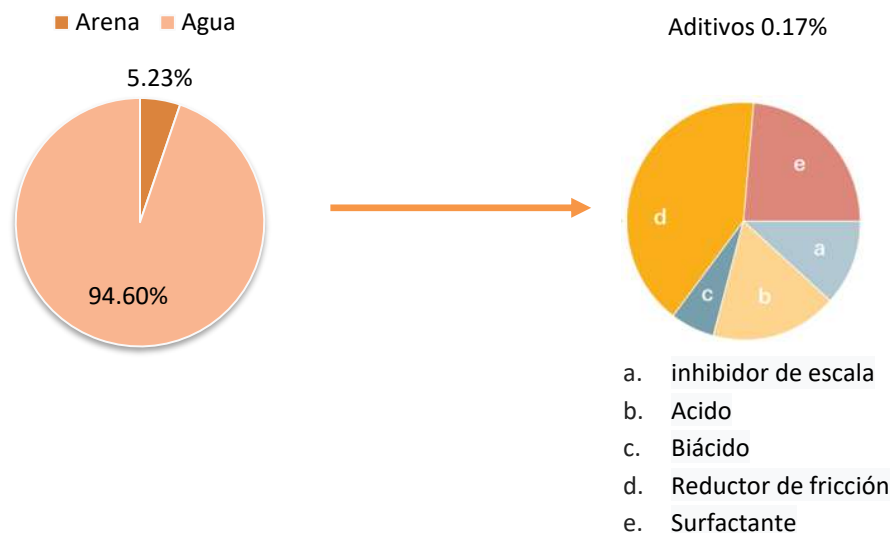 Arena Agua
5.23%
94.60%
Aditivos 0.17%
e
d
a
b
c
a. inhibidor de escala
b. Acido
c. Biácido
d. Reductor de fricción
e. Surfactante